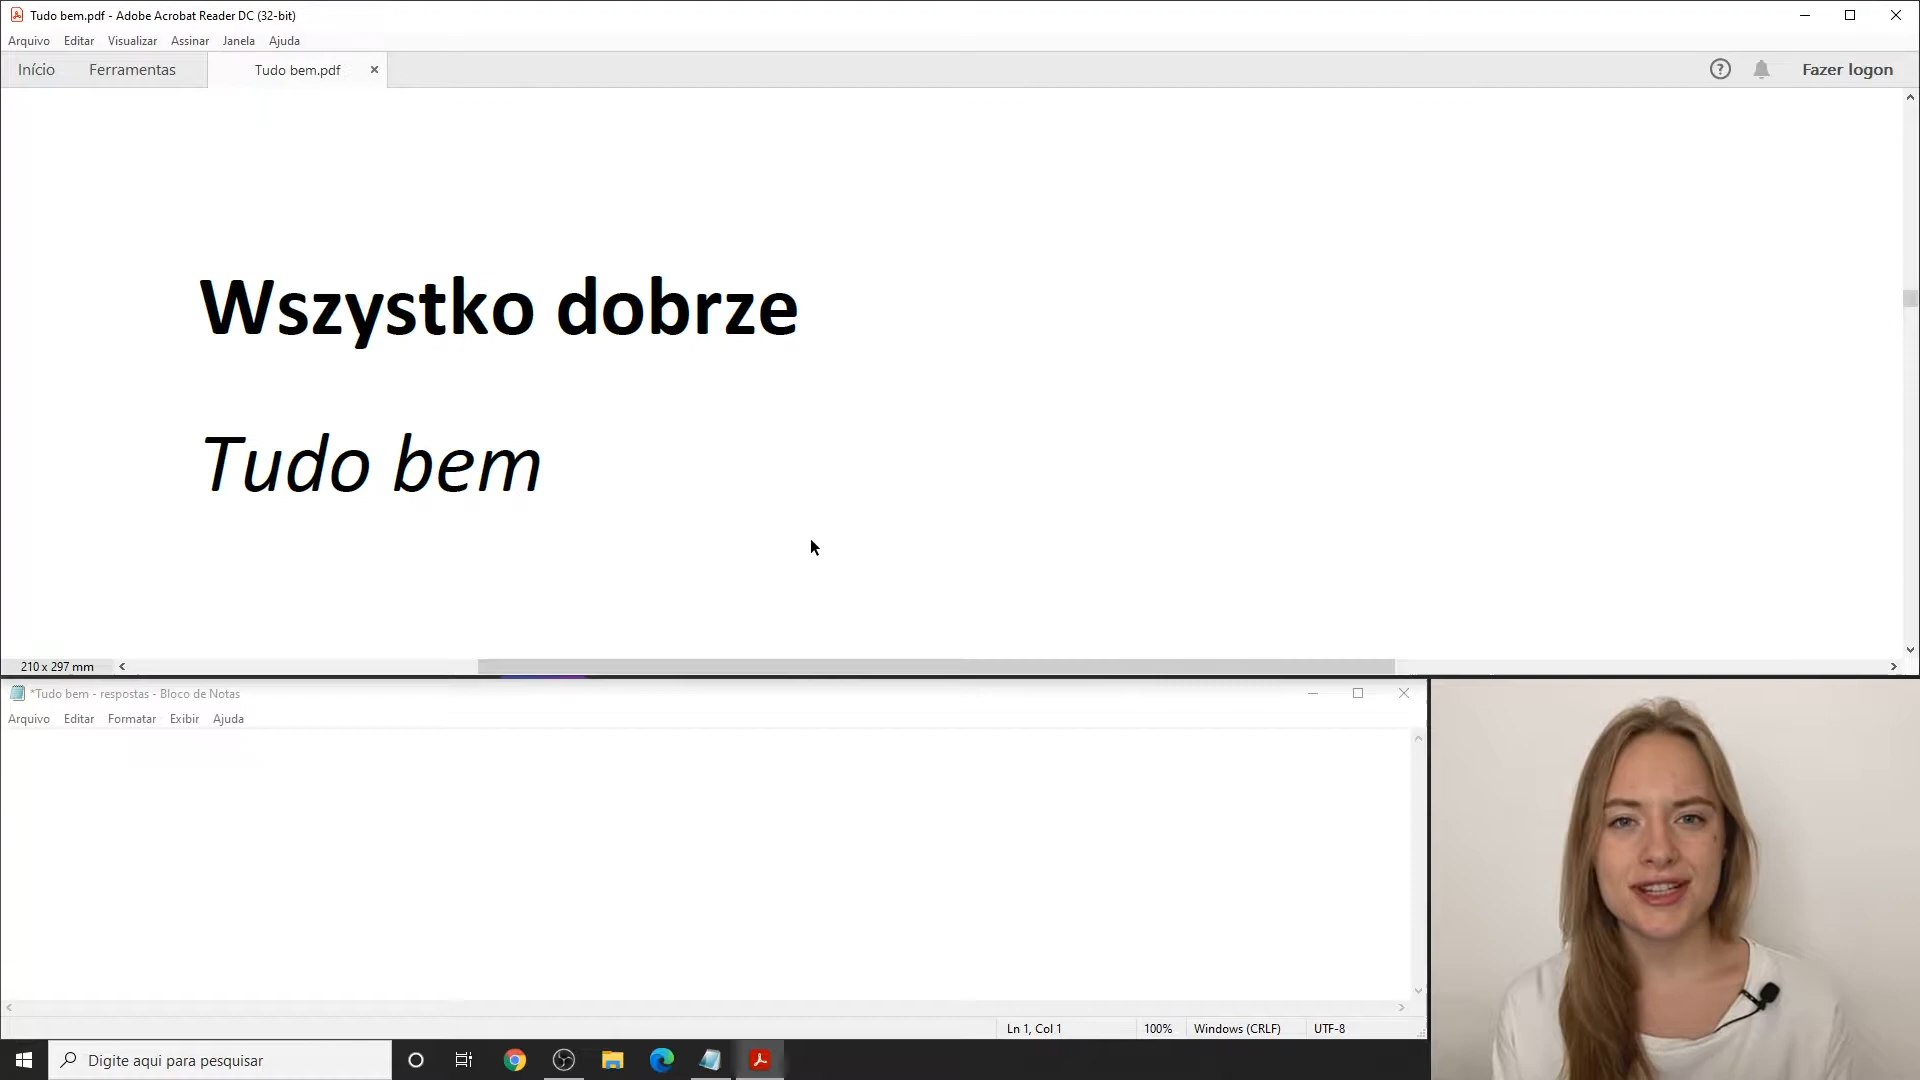 Tudo bem.pdf - Adobe Acrobat Reader DC (32-bit)
Arquivo Editar Visualizar Assinar Janela Ajuda
Início Ferramentas Tudo bem.pdf Fazer logon
Wszystko dobrze
Tudo bem
210 x 297 mm
*Tudo bem - respostas - Bloco de Notas
Arquivo Editar Formatar Exibir Ajuda
Ln 1, Col 1 100% Windows (CRLF) UTF-8
Digite aqui para pesquisar